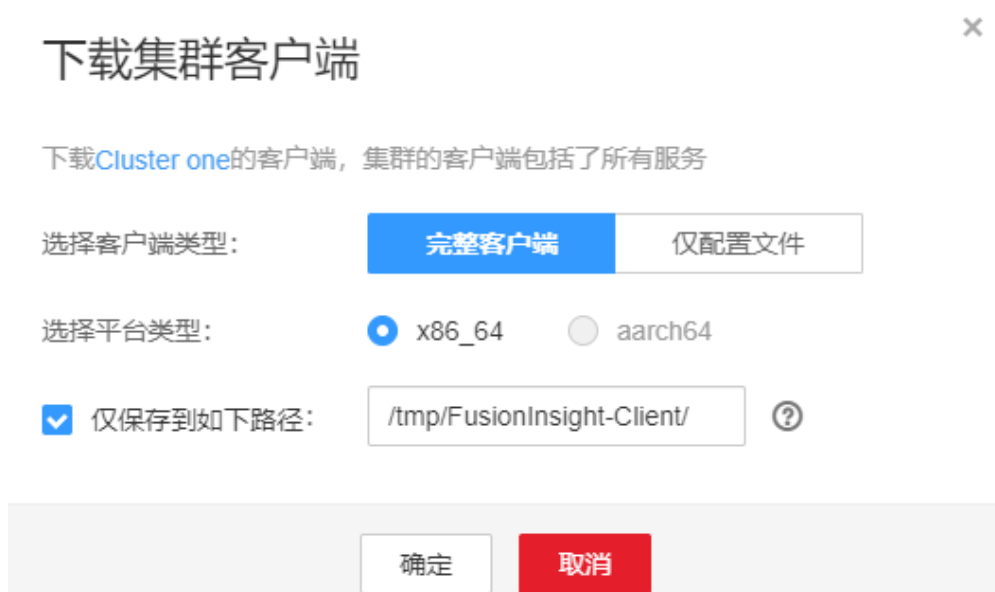 下载集群客户端
下载Cluster one的客户端，集群的客户端包括了所有服务
选择客户端类型： 完整客户端 仅配置文件
选择平台类型： x86_64 aarch64
仅保存到如下路径： /tmp/FusionInsight-Client/
确定 取消